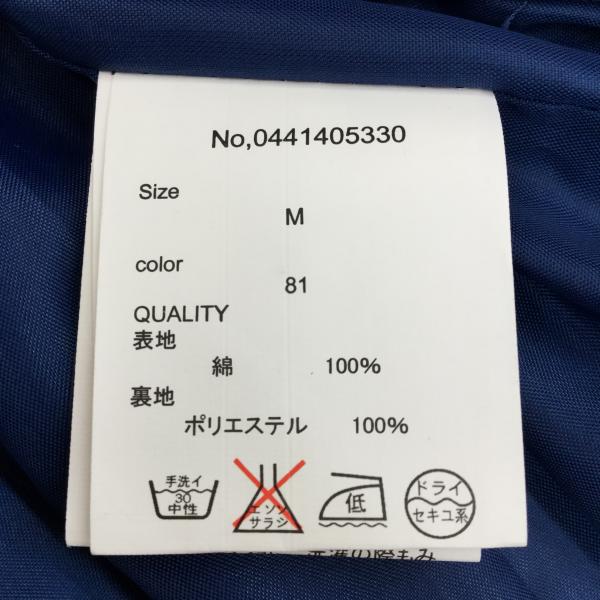 No,0441405330
Size
M
color
81
QUALITY
表地
綿 100%
裏地
ポリエステル 100%
手洗イ
30
中性
エンソ
サラシ
低
ドライ
セキユ系